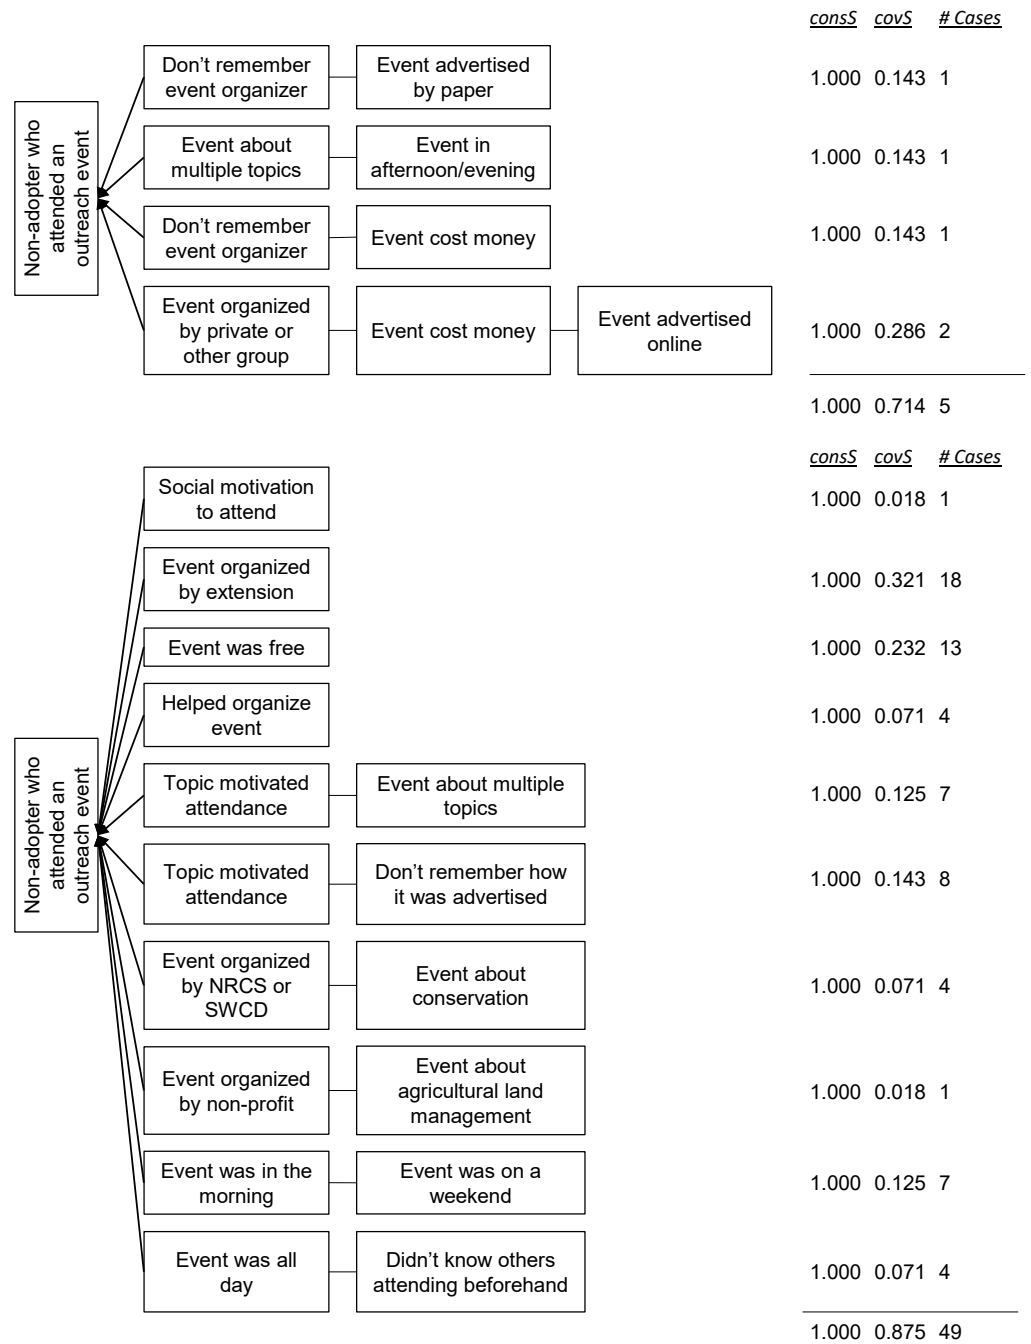 consS covS # Cases
Non-adopter who
attended an
outreach event
Don’t remember
event organizer
Event advertised
by paper
1.000 0.143 1
Event about
multiple topics
Event in
afternoon/evening
1.000 0.143 1
Don’t remember
event organizer
Event cost money
1.000 0.143 1
Event organized
by private or
other group
Event cost money
Event advertised
online
1.000 0.286 2
1.000 0.714 5
consS covS # Cases
Non-adopter who
attended an
outreach event
Social motivation
to attend
1.000 0.018 1
Event organized
by extension
1.000 0.321 18
Event was free
1.000 0.232 13
Helped organize
event
1.000 0.071 4
Topic motivated
attendance
Event about multiple
topics
1.000 0.125 7
Topic motivated
attendance
Don’t remember how
it was advertised
1.000 0.143 8
Event organized
by NRCS or
SWCD
Event about
conservation
1.000 0.071 4
Event organized
by non-profit
Event about
agricultural land
management
1.000 0.018 1
Event was in the
morning
Event was on a
weekend
1.000 0.125 7
Event was all
day
Didn’t know others
attending beforehand
1.000 0.071 4
1.000 0.875 49